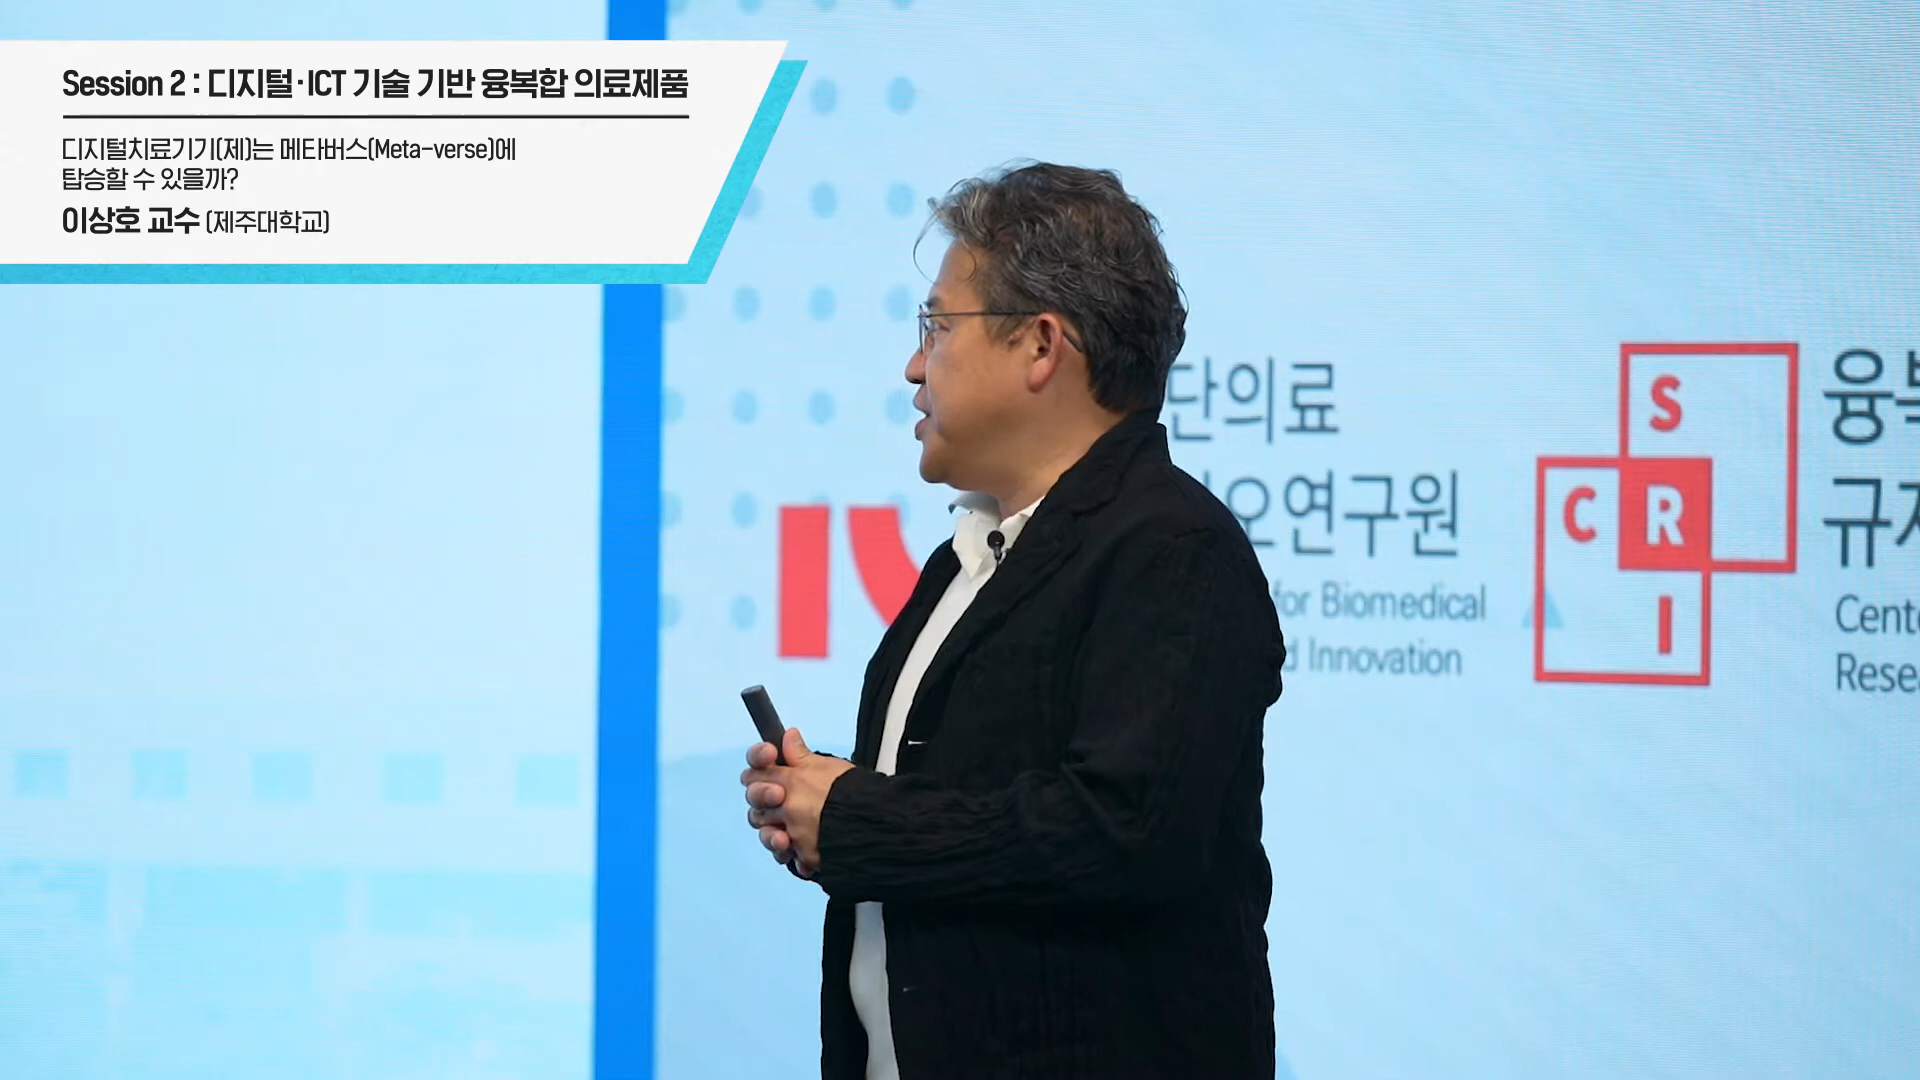 Session 2 : 디지털·ICT 기술 기반 융복합 의료제품
디지털치료기기(제)는 메타버스(Meta-verse)에
탑승할 수 있을까?
이상호 교수 (제주대학교)
단의료
오연구원
for Biomedical
Innovation
S
C R
I
융
규